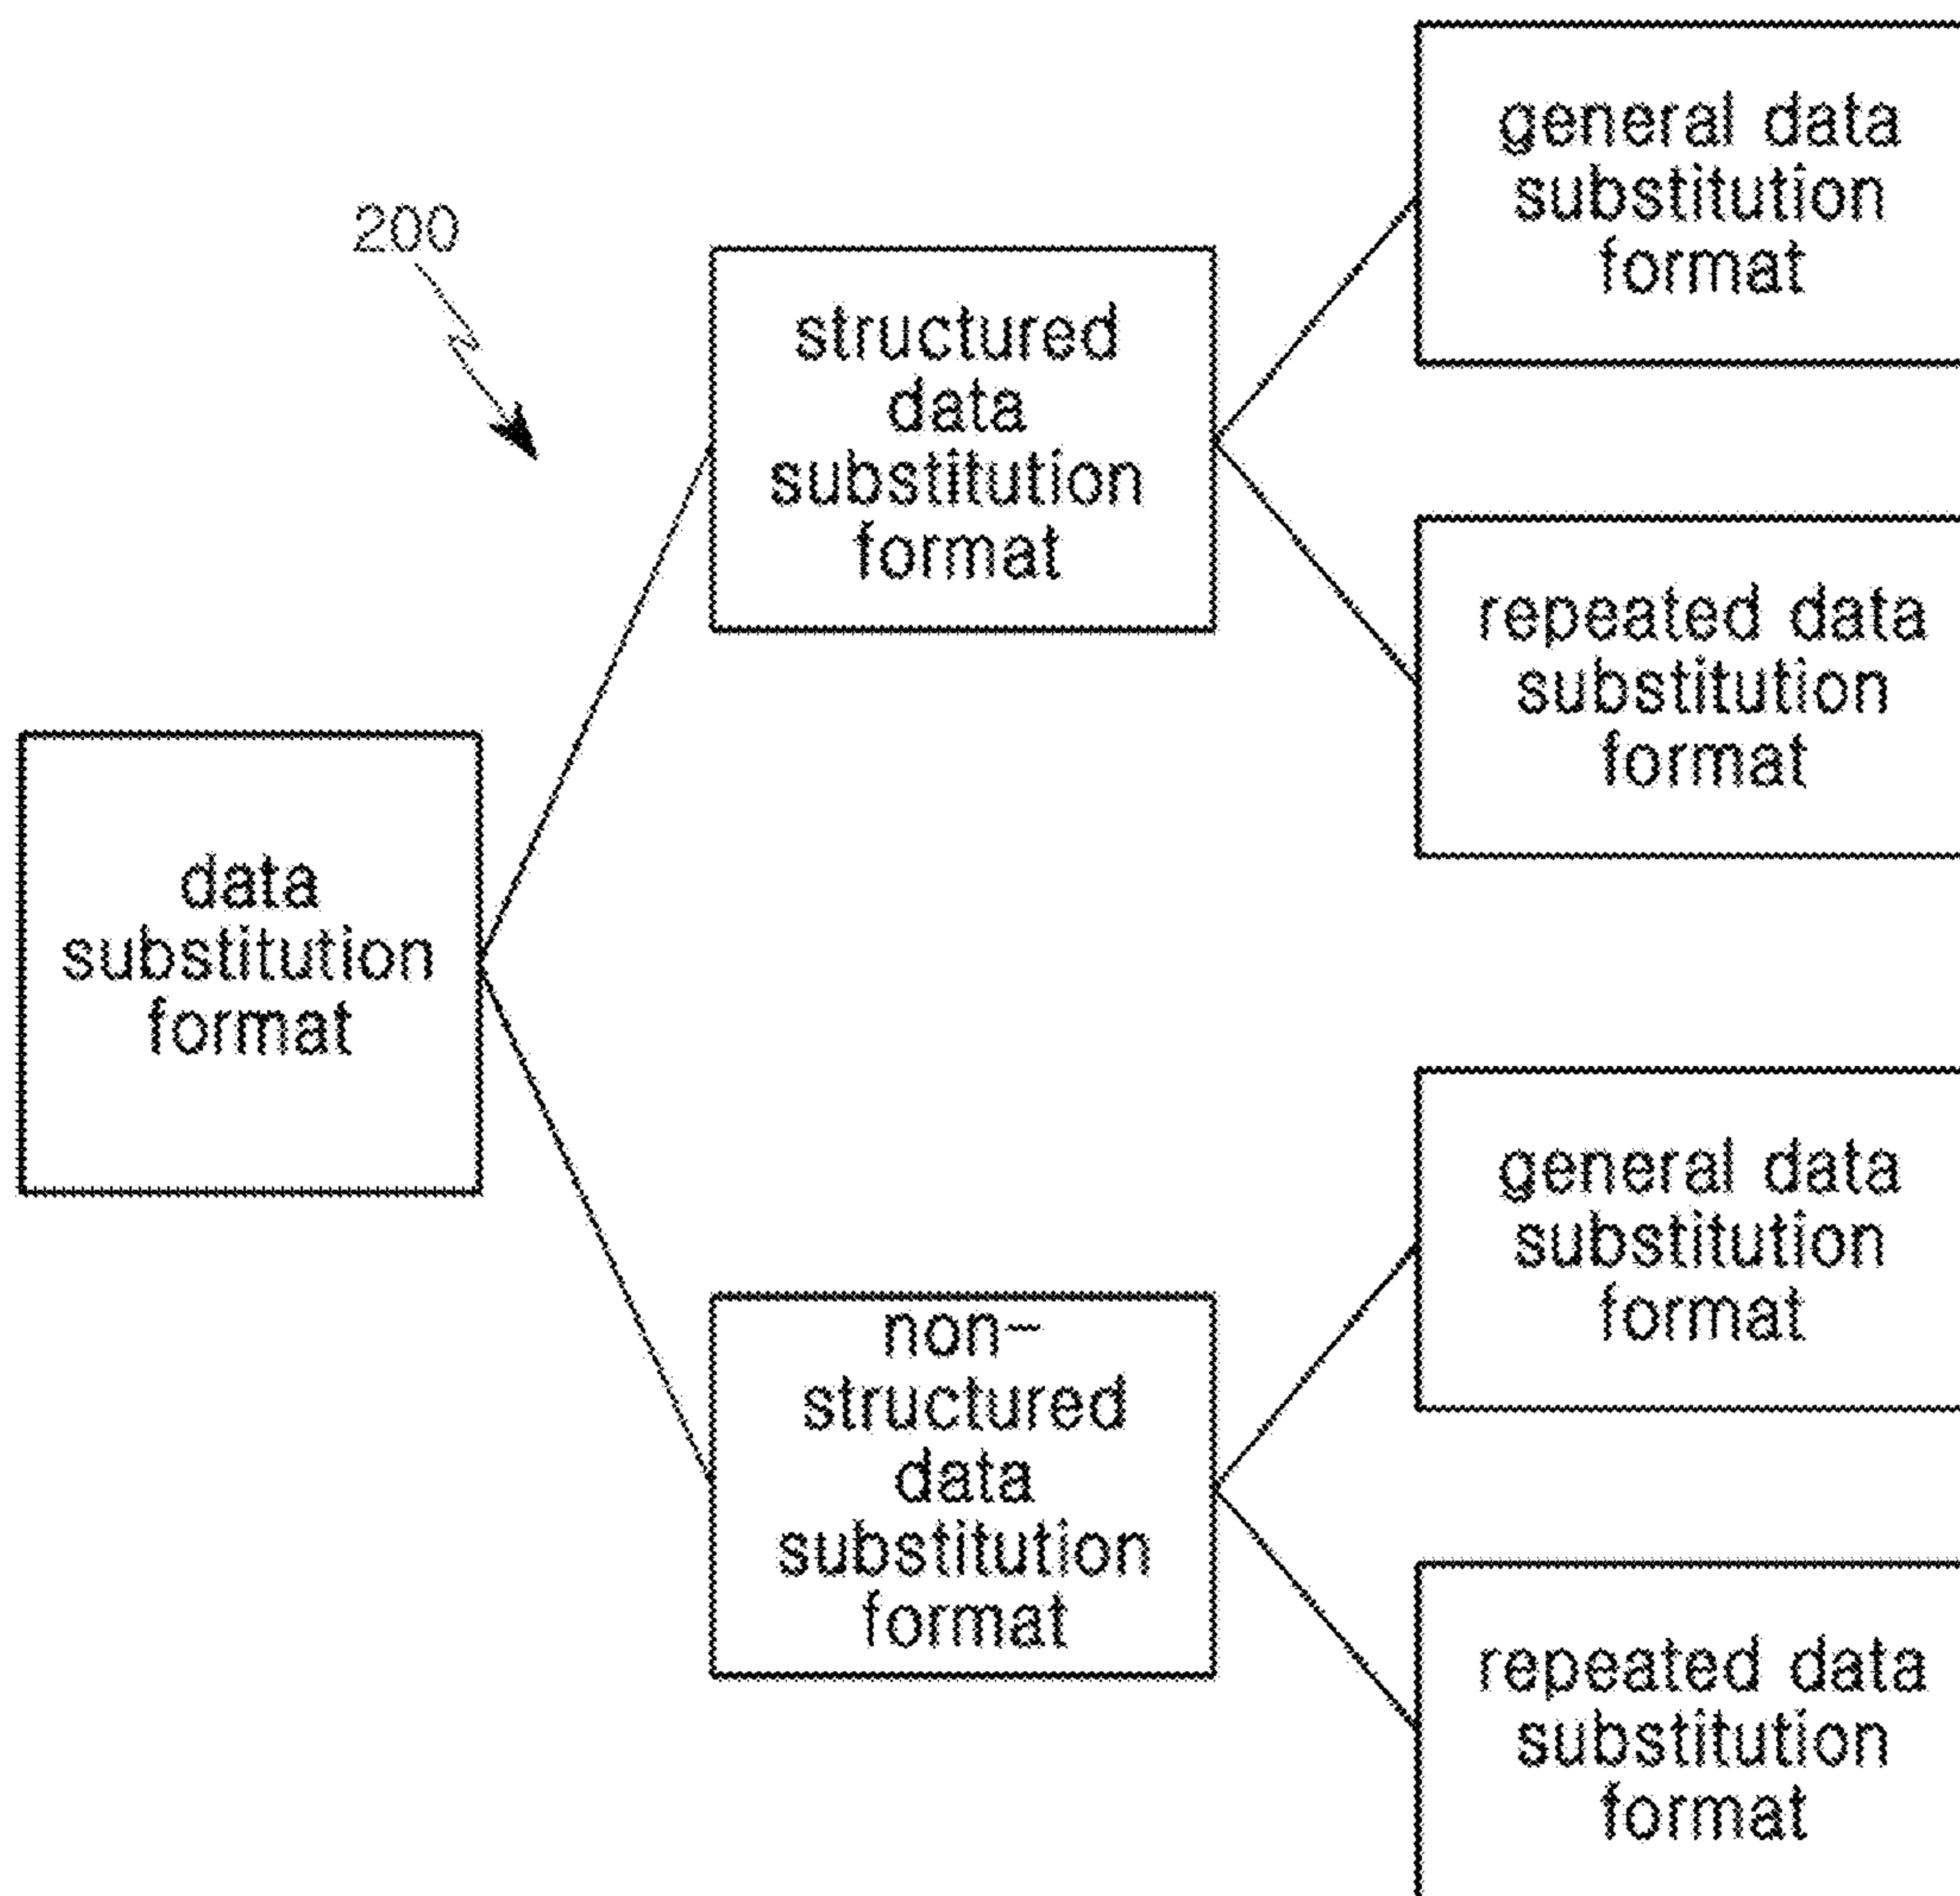 200
general data
substitution
format
structured
data
substitution
format
repeated data
substitution
format
data
substitution
format
general data
substitution
format
non-
structured
data
substitution
format
repeated data
substitution
format